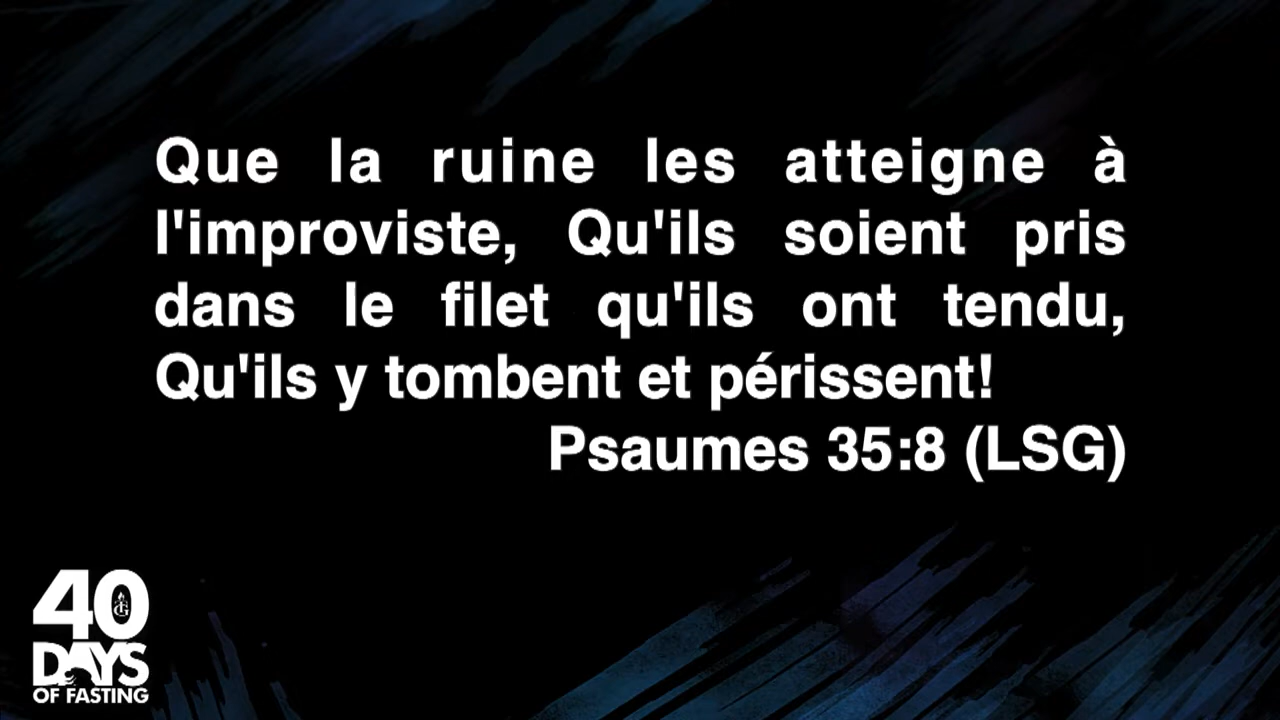 Que la ruine les atteigne à
l'improviste, Qu'ils soient pris
dans le filet qu'ils ont tendu,
Qu'ils y tombent et périssent!
Psaumes 35:8 (LSG)
40
DAYS
OF FASTING